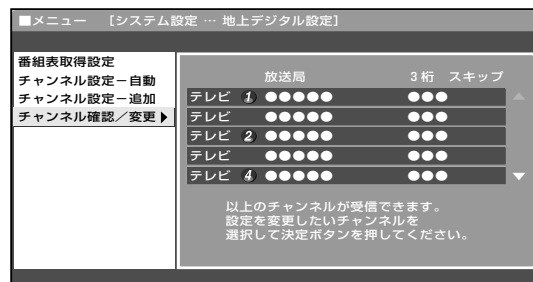 ■メニュー [システム設定 … 地上デジタル設定]
番組表取得設定
チャンネル設定－自動
チャンネル設定－追加
チャンネル確認／変更▶
放送局 3桁 スキップ
テレビ 1 ●●●●● ●●●
テレビ ●●●●● ●●●
テレビ 2 ●●●●● ●●●
テレビ ●●●●● ●●●
テレビ 4 ●●●●● ●●●
以上のチャンネルが受信できます。
設定を変更したいチャンネルを
選択して決定ボタンを押してください。